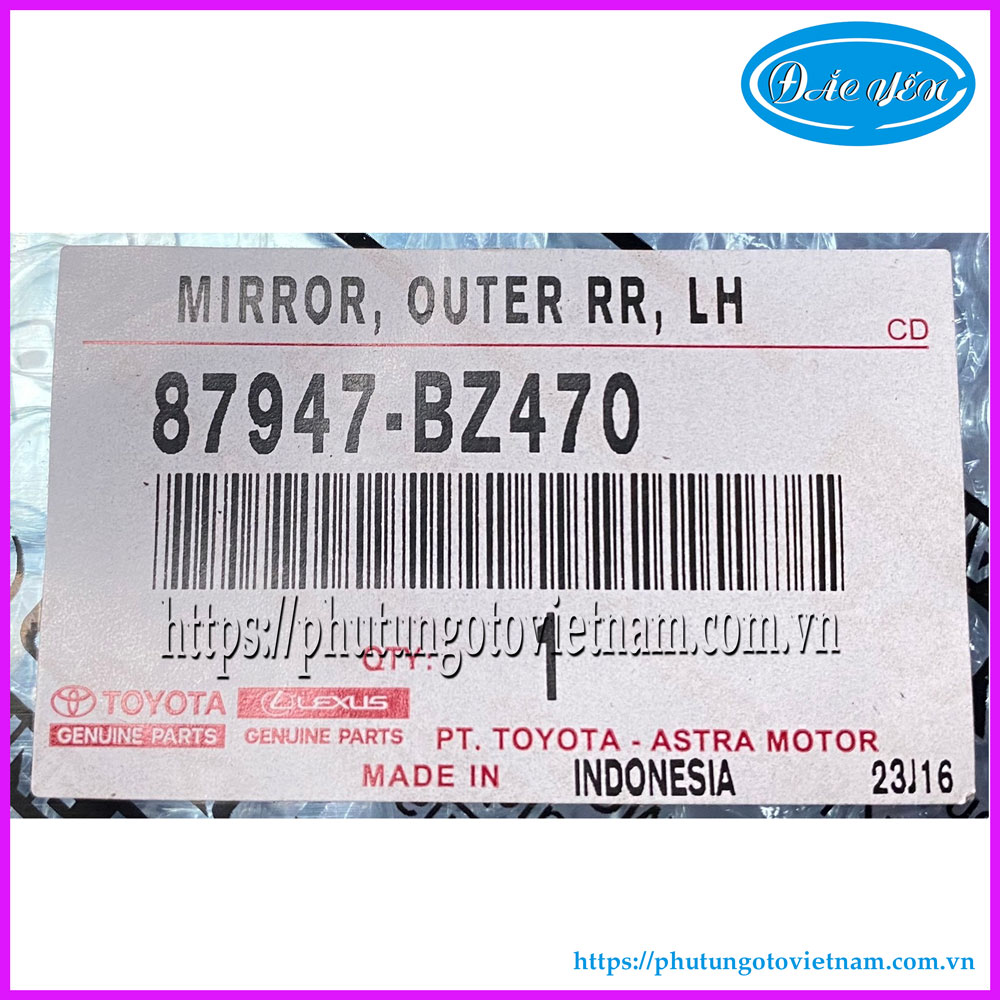 ĐẮC YẾN
MIRROR, OUTER RR, LH
CD
87947-BZ470
https://phutungotovietnam.com.vn
QTY: 1
TOYOTA LEXUS
GENUINE PARTS GENUINE PARTS
PT. TOYOTA - ASTRA MOTOR
MADE IN INDONESIA 23J16
https://phutungotovietnam.com.vn